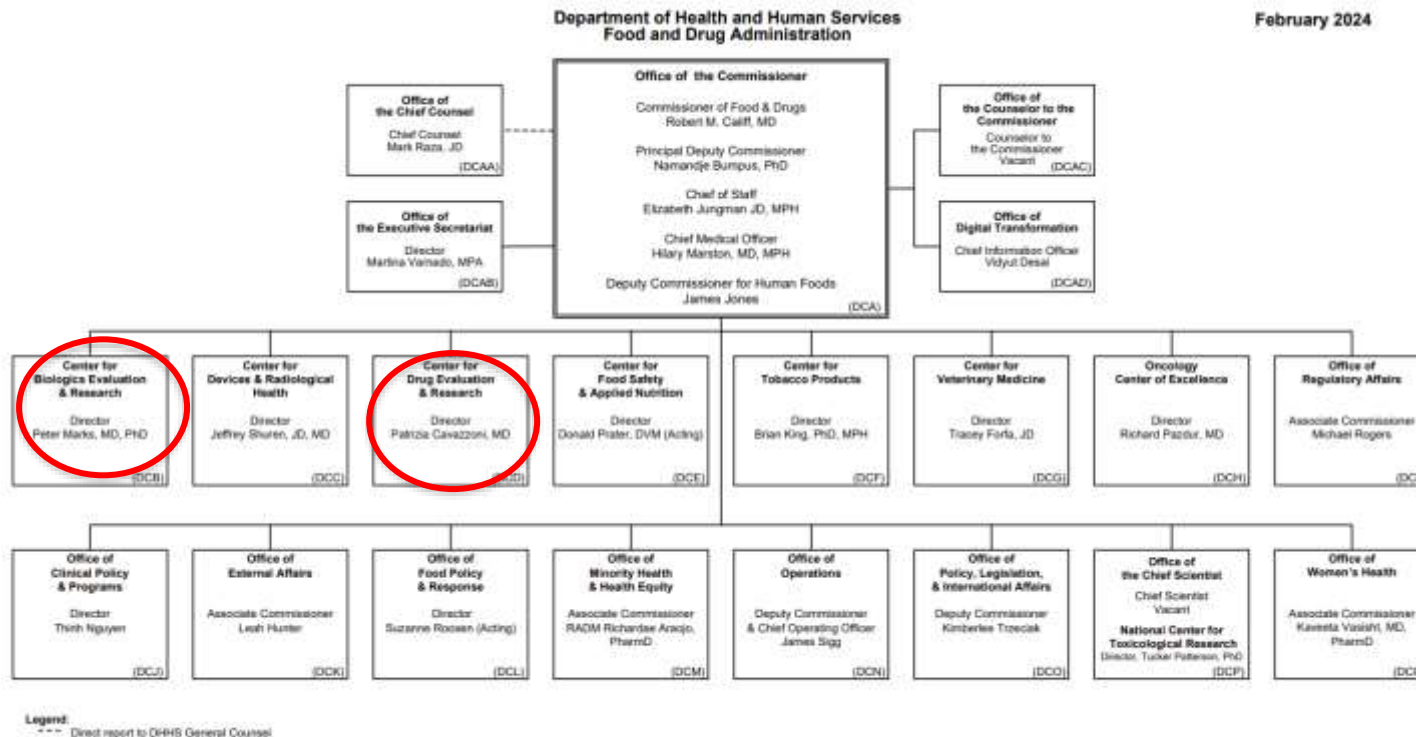 Department of Health and Human Services
Food and Drug Administration
February 2024
Office of the Commissioner
Commissioner of Food & Drugs
Robert M. Califf, MD
Principal Deputy Commissioner
Namandje Bumpus, PhD
Chief of Staff
Elizabeth Jungman JD, MPH
Chief Medical Officer
Hilary Marston, MD, MPH
Deputy Commissioner for Human Foods
James Jones
(DCA)
Office of
the Chief Counsel
Chief Counsel
Mark Raza, JD
(DCAA)
Office of
the Counselor to the
Commissioner
Counselor to
the Commissioner
Vacant
(DCAC)
Office of
the Executive Secretariat
Director
Martina Varnado, MPA
(DCAB)
Office of
Digital Transformation
Chief Information Officer
Vidyut Desai
(DCAD)
Center for
Biologics Evaluation
& Research
Director
Peter Marks, MD, PhD
(DCB)
Center for
Devices & Radiological
Health
Director
Jeffrey Shuren, JD, MD
(DCC)
Center for
Drug Evaluation
& Research
Director
Patrizia Cavazzoni, MD
(DCD)
Center for
Food Safety
& Applied Nutrition
Director
Donald Prater, DVM (Acting)
(DCE)
Center for
Tobacco Products
Director
Brian King, PhD, MPH
(DCF)
Center for
Veterinary Medicine
Director
Tracey Forfa, JD
(DCG)
Oncology
Center of Excellence
Director
Richard Pazdur, MD
(DCH)
Office of
Regulatory Affairs
Associate Commissioner
Michael Rogers
Office of
Clinical Policy
& Programs
Director
Thinh Nguyen
(DCJ)
Office of
External Affairs
Associate Commissioner
Leah Hunter
(DCK)
Office of
Food Policy
& Response
Director
Suzanne (Acting)
(DCL)
Office of
Minority Health
& Health Equity
Associate Commissioner
RADM Richardae Araojo,
PharmD
(DCM)
Office of
Operations
Deputy Commissioner
& Chief Operating Officer
James Sigg
(DCN)
Office of
Policy, Legislation,
& International Affairs
Deputy Commissioner
Kimberlee Trzeciak
(DCO)
Office of
the Chief Scientist
Chief Scientist
Vacant
National Center for
Toxicological Research
Director, Tucker Patterson, PhD
(DCP)
Office of
Women's Health
Associate Commissioner
Kaveeta Vasisht, MD,
PharmD
Legend:
--- Direct report to DHHS General Counsel